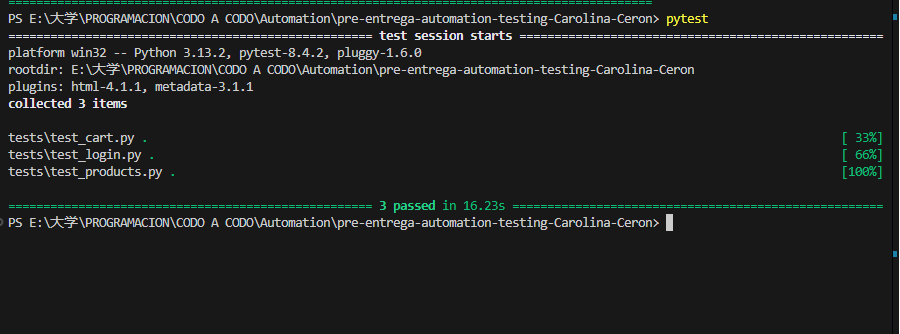 ============================================================================================
PS E:\大学\PROGRAMACION\CODO A CODO\Automation\pre-entrega-automation-testing-Carolina-Ceron> pytest
==================================================== test session starts ====================================================
platform win32 -- Python 3.13.2, pytest-8.4.2, pluggy-1.6.0
rootdir: E:\大学\PROGRAMACION\CODO A CODO\Automation\pre-entrega-automation-testing-Carolina-Ceron
plugins: html-4.1.1, metadata-3.1.1
collected 3 items
tests\test_cart.py . [ 33%]
tests\test_login.py . [ 66%]
tests\test_products.py . [100%]
==================================================== 3 passed in 16.23s =====================================================
PS E:\大学\PROGRAMACION\CODO A CODO\Automation\pre-entrega-automation-testing-Carolina-Ceron>